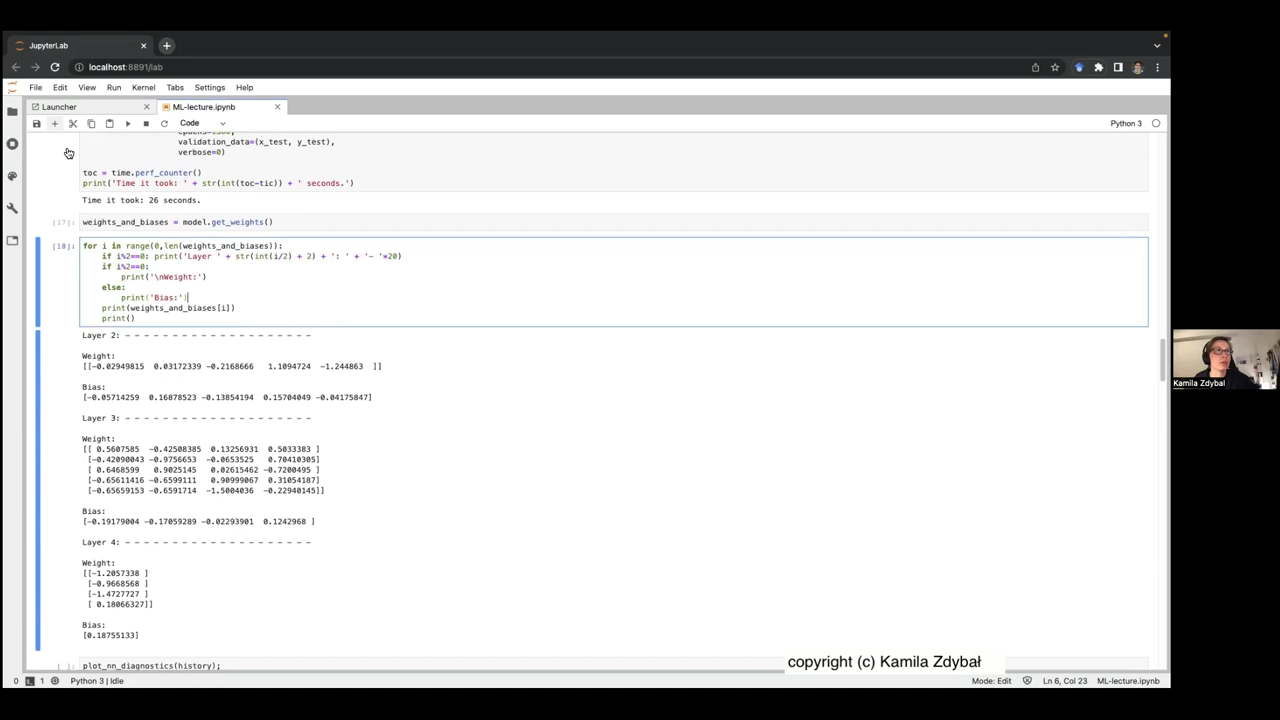 JupyterLab
localhost:8891/lab
File Edit View Run Kernel Tabs Settings Help
Launcher ML-lecture.ipynb
Code Python 3
validation_data=(x_test, y_test),
verbose=0)
toc = time.perf_counter()
print('Time it took: ' + str(int(toc-tic)) + ' seconds.')
Time it took: 26 seconds.
[17]: weights_and_biases = model.get_weights()
[18]: for i in range(0,len(weights_and_biases)):
if i%2==0: print('Layer ' + str(int(i/2) + 2) + ': ' + '- '*20)
if i%2==0:
print('\nWeight:')
else:
print('Bias:')
print(weights_and_biases[i])
print()
Layer 2: - - - - - - - - - - - - - - - - - - - -
Weight:
[[-0.02949815 0.03172339 -0.2168666 1.1094724 -1.244863 ]]
Bias:
[-0.05714259 0.16878523 -0.13854194 0.15704049 -0.04175847]
Layer 3: - - - - - - - - - - - - - - - - - - - -
Weight:
[[ 0.5607585 -0.42508385 0.13256931 0.5033383 ]
[-0.42090043 -0.9756653 -0.0653525 0.70410305]
[ 0.6468599 0.9025145 0.02615462 -0.7200495 ]
[-0.65611416 -0.6599111 0.90999067 0.31054187]
[-0.65659153 -0.6591714 -1.5004036 -0.22940145]]
Bias:
[-0.19179004 -0.17059289 -0.02293901 0.1242968 ]
Layer 4: - - - - - - - - - - - - - - - - - - - -
Weight:
[[-1.2057338 ]
[-0.9668568 ]
[-1.4727727 ]
[ 0.18066327]]
Bias:
[0.18755133]
[ ]: plot_nn_diagnostics(history);
copyright (c) Kamila Zdybał
0 1 Python 3 | Idle Mode: Edit Ln 6, Col 23 ML-lecture.ipynb
Kamila Zdybal